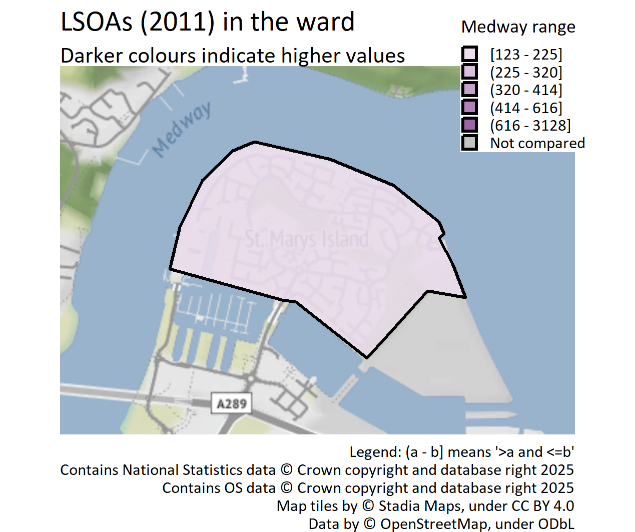 LSOAs (2011) in the ward
Darker colours indicate higher values
Medway range
[123 - 225]
(225 - 320]
(320 - 414]
(414 - 616]
(616 - 3128]
Not compared
Medway
St. Marys Island
A289
Legend: (a - b] means '>a and <=b'
Contains National Statistics data © Crown copyright and database right 2025
Contains OS data © Crown copyright and database right 2025
Map tiles by © Stadia Maps, under CC BY 4.0
Data by © OpenStreetMap, under ODbL